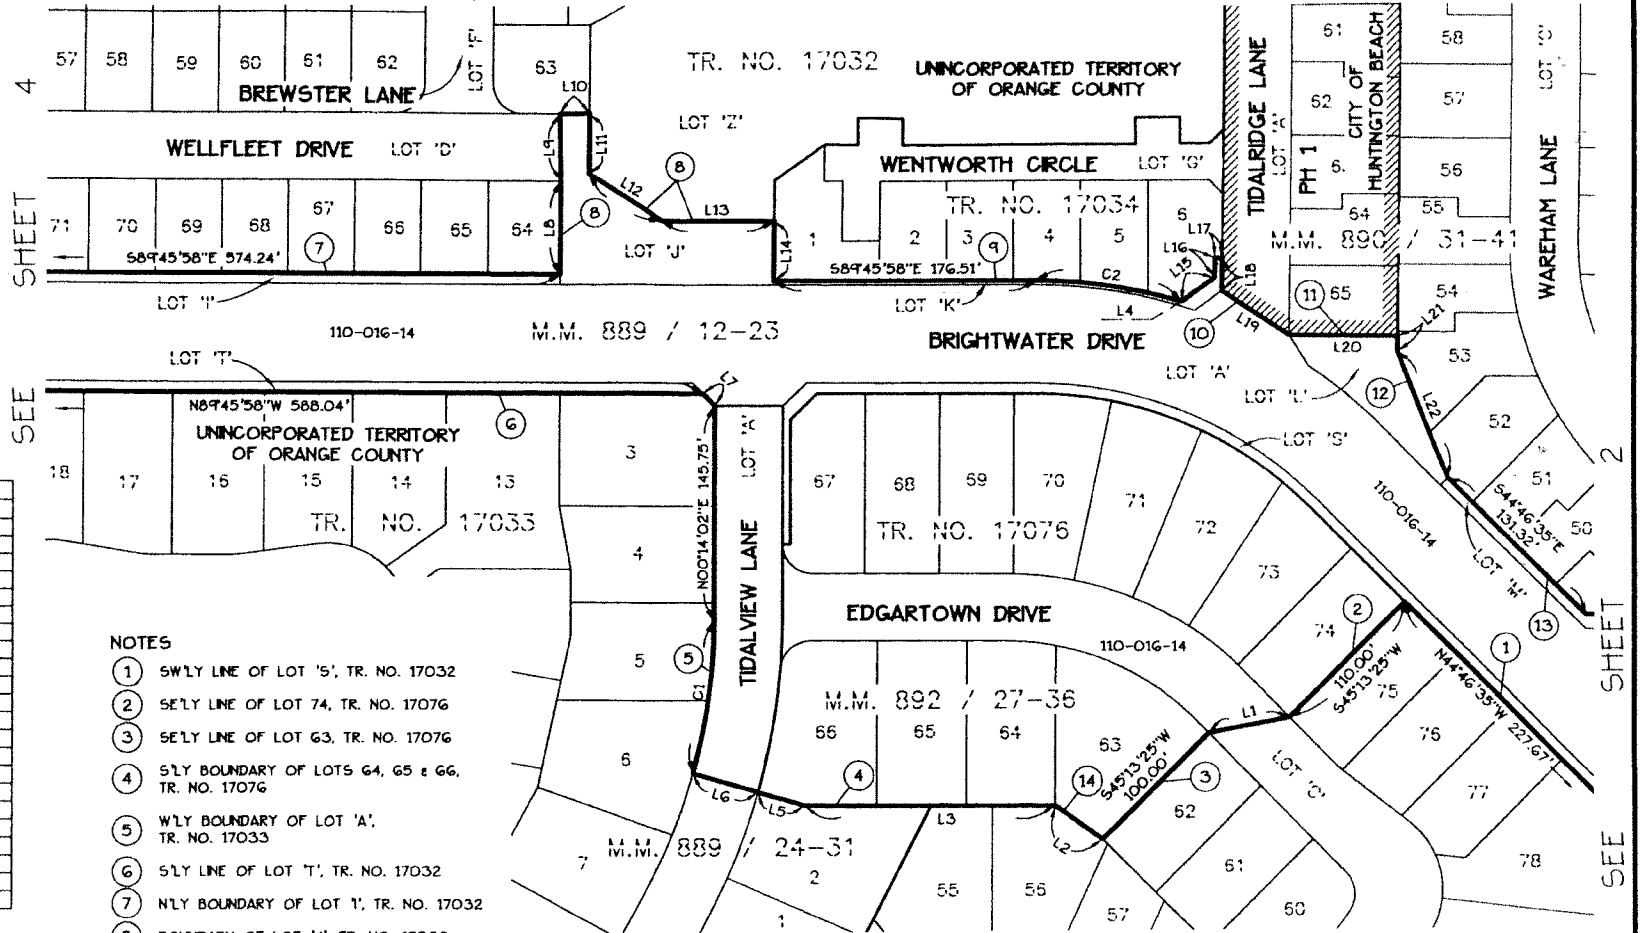 57
58
59
60
61
62
LOT 'F'
63
L10
TR. NO. 17032
UNINCORPORATED TERRITORY
OF ORANGE COUNTY
TIDALRIDGE LANE
LOT 'A'
61
62
6.
64
65
PH 1
CITY OF
HUNTINGTON BEACH
58
57
56
55
54
53
LOT 'O'
WAREHAM LANE
4
SHEET
SEE
BREWSTER LANE
WELLFLEET DRIVE
LOT 'D'
L9
L11
LOT 'Z'
8
L12
L13
8
L8
L14
LOT 'J'
71
70
69
68
67
66
65
64
S89°45'58"E 574.24'
7
LOT 'I'
WENTWORTH CIRCLE
LOT 'G'
TR. NO. 17034
1
2
3
4
5
6
9
S89°45'58"E 176.51'
LOT 'K'
C2
L4
L15
L16
L17
L18
10
L19
11
L20
L21
M.M. 890 / 31-41
110-016-14
M.M. 889 / 12-23
BRIGHTWATER DRIVE
LOT 'A'
LOT 'L'
12
L22
52
51
50
LOT 'T'
N89°45'58"W 588.04'
6
L7
UNINCORPORATED TERRITORY
OF ORANGE COUNTY
18
17
16
15
14
13
TR. NO. 17033
3
4
5
6
7
N00°14'02"E 145.75'
LOT 'A'
TIDALVIEW LANE
5
C1
67
68
69
70
71
72
73
74
75
76
77
78
TR. NO. 17076
LOT 'S'
110-016-14
S44°46'35"E
131.32'
LOT 'M'
13
2
SHEET
SEE
EDGARTOWN DRIVE
110-016-14
2
110.00'
S45°13'25"W
1
N44°46'35"W 227.67'
M.M. 892 / 27-36
66
65
64
63
L1
S45°13'25"W
100.00'
3
14
4
L6
L5
L3
L2
LOT 'O'
62
61
60
M.M. 889 / 24-31
2
1
55
56
57
NOTES
1 SW'LY LINE OF LOT 'S', TR. NO. 17032
2 SE'LY LINE OF LOT 74, TR. NO. 17076
3 SE'LY LINE OF LOT 63, TR. NO. 17076
4 S'LY BOUNDARY OF LOTS 64, 65 & 66,
TR. NO. 17076
5 W'LY BOUNDARY OF LOT 'A',
TR. NO. 17033
6 S'LY LINE OF LOT 'T', TR. NO. 17032
7 N'LY BOUNDARY OF LOT 'I', TR. NO. 17032